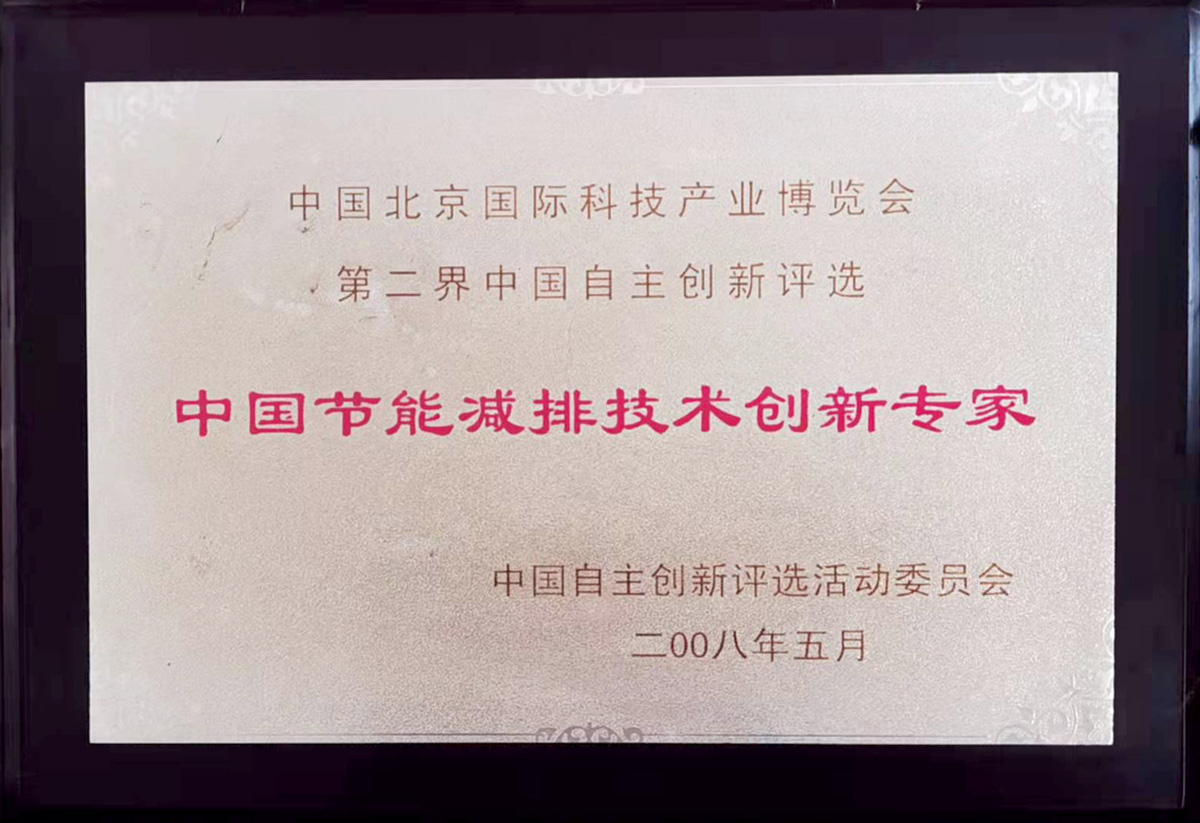 中国北京国际科技产业博览会
第二界中国自主创新评选
中国节能减排技术创新专家
中国自主创新评选活动委员会
二00八年五月